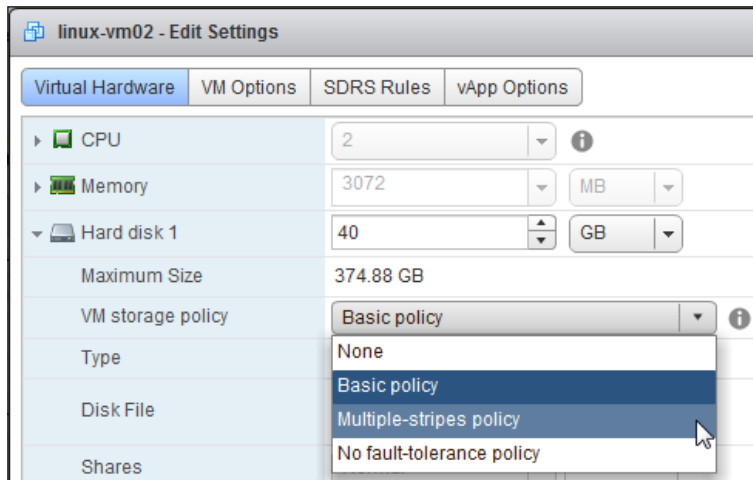 linux-vm02 - Edit Settings
Virtual Hardware VM Options SDRS Rules vApp Options
CPU 2
Memory 3072 MB
Hard disk 1 40 GB
Maximum Size 374.88 GB
VM storage policy Basic policy
Type None
Basic policy
Disk File Multiple-stripes policy
No fault-tolerance policy
Shares